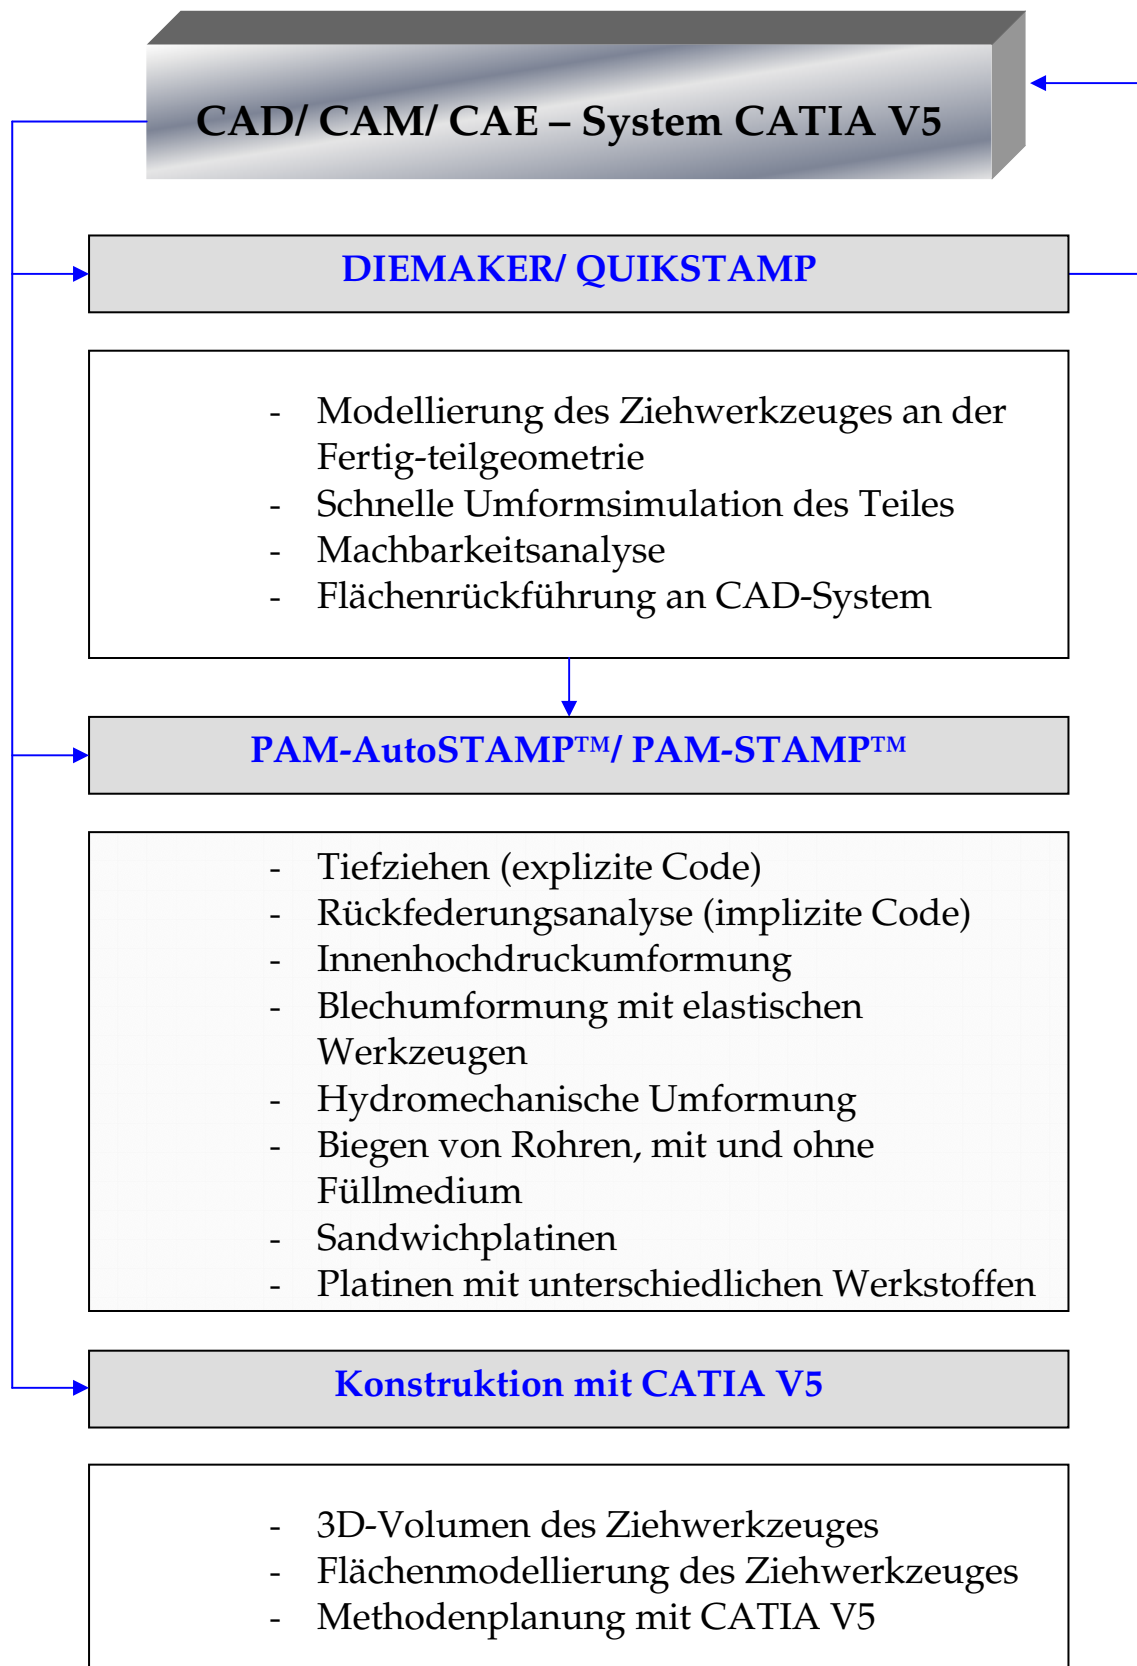 CAD/ CAM/ CAE – System CATIA V5
DIEMAKER/ QUIKSTAMP
- Modellierung des Ziehwerkzeuges an der
Fertig-teilgeometrie
- Schnelle Umformsimulation des Teiles
- Machbarkeitsanalyse
- Flächenrückführung an CAD-System
PAM-AutoSTAMP™/ PAM-STAMP™
- Tiefziehen (explizite Code)
- Rückfederungsanalyse (implizite Code)
- Innenhochdruckumformung
- Blechumformung mit elastischen
Werkzeugen
- Hydromechanische Umformung
- Biegen von Rohren, mit und ohne
Füllmedium
- Sandwichplatinen
- Platinen mit unterschiedlichen Werkstoffen
Konstruktion mit CATIA V5
- 3D-Volumen des Ziehwerkzeuges
- Flächenmodellierung des Ziehwerkzeuges
- Methodenplanung mit CATIA V5